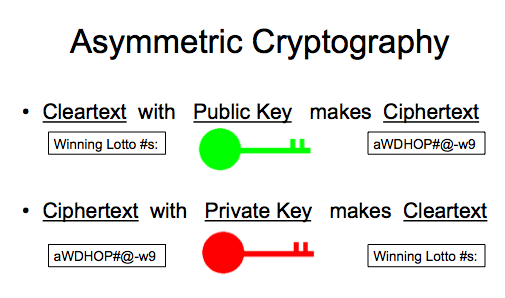 Asymmetric Cryptography
• Cleartext with Public Key makes Ciphertext
Winning Lotto #s: aWDHOP#@-w9
• Ciphertext with Private Key makes Cleartext
aWDHOP#@-w9 Winning Lotto #s: